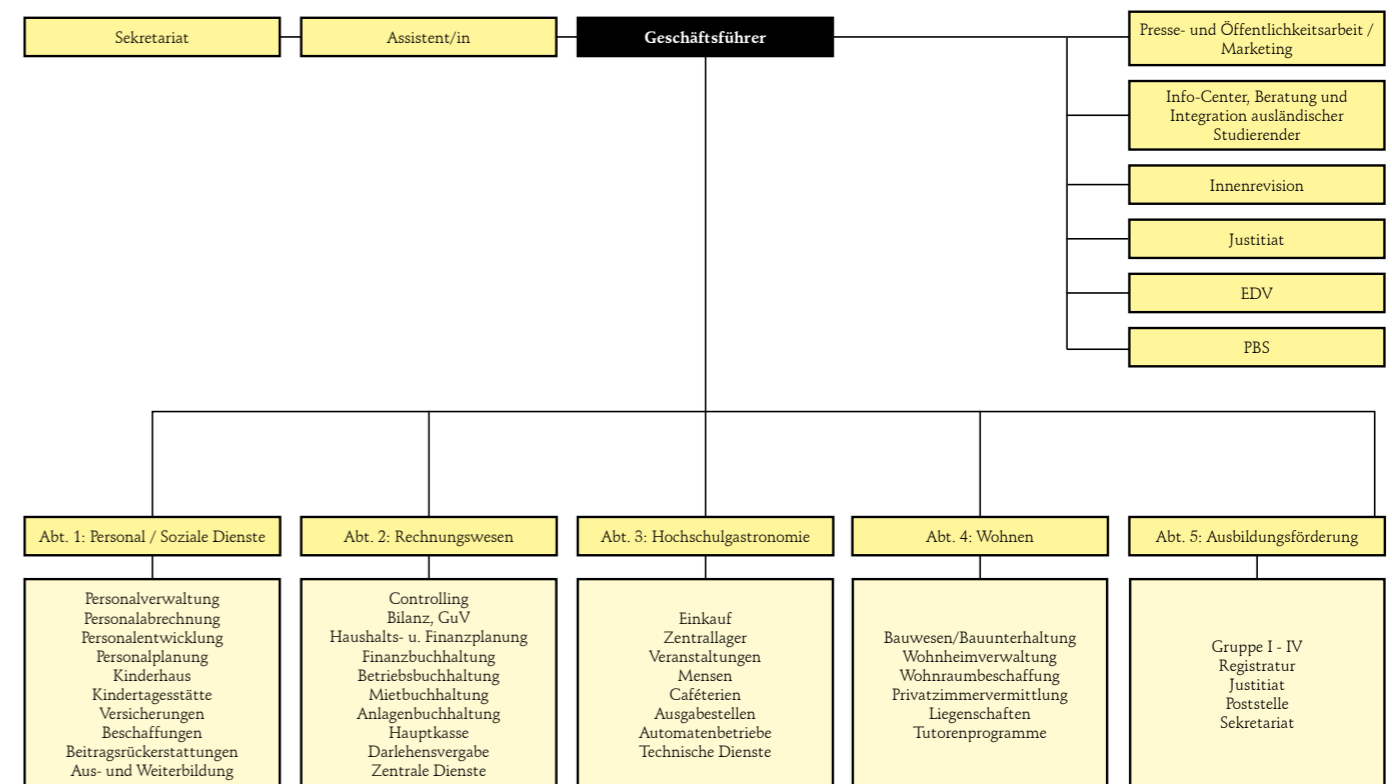 Sekretariat
Assistent/in
Geschäftsführer
Presse- und Öffentlichkeitsarbeit /
Marketing
Info-Center, Beratung und
Integration ausländischer
Studierender
Innenrevision
Justitiat
EDV
PBS
Abt. 1: Personal / Soziale Dienste
Personalverwaltung
Personalabrechnung
Personalentwicklung
Personalplanung
Kinderhaus
Kindertagesstätte
Versicherungen
Beschaffungen
Beitragsrückerstattungen
Aus- und Weiterbildung
Abt. 2: Rechnungswesen
Controlling
Bilanz, GuV
Haushalts- u. Finanzplanung
Finanzbuchhaltung
Betriebsbuchhaltung
Mietbuchhaltung
Anlagenbuchhaltung
Hauptkasse
Darlehensvergabe
Zentrale Dienste
Abt. 3: Hochschulgastronomie
Einkauf
Zentrallager
Veranstaltungen
Mensen
Caféterien
Ausgabestellen
Automatenbetriebe
Technische Dienste
Abt. 4: Wohnen
Bauwesen/Bauunterhaltung
Wohnheimverwaltung
Wohnraumbeschaffung
Privatzimmervermittlung
Liegenschaften
Tutorenprogramme
Abt. 5: Ausbildungsförderung
Gruppe I - IV
Registratur
Justitiat
Poststelle
Sekretariat